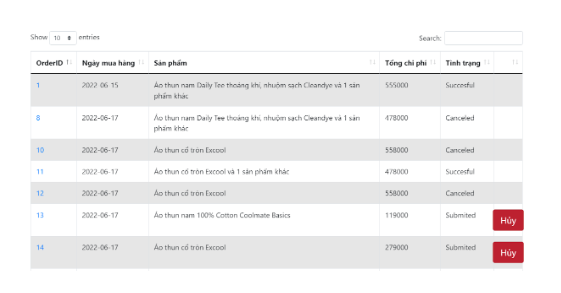 Show 10 entries Search:
OrderID Ngày mua hàng Sản phẩm Tổng chi phí Tình trạng
1 2022-06-15 Áo thun nam Daily Tee thoáng khí, nhuộm sạch Cleandye và 1 sản 555000 Succesful
phẩm khác
8 2022-06-17 Áo thun nam Daily Tee thoáng khí, nhuộm sạch Cleandye và 1 sản 478000 Canceled
phẩm khác
10 2022-06-17 Áo thun cổ tròn Excool 558000 Canceled
11 2022-06-17 Áo thun cổ tròn Excool và 1 sản phẩm khác 478000 Succesful
12 2022-06-17 Áo thun cổ tròn Excool 558000 Canceled
13 2022-06-17 Áo thun nam 100% Cotton Coolmate Basics 119000 Submited Hủy
14 2022-06-17 Áo thun cổ tròn Excool 279000 Submited Hủy